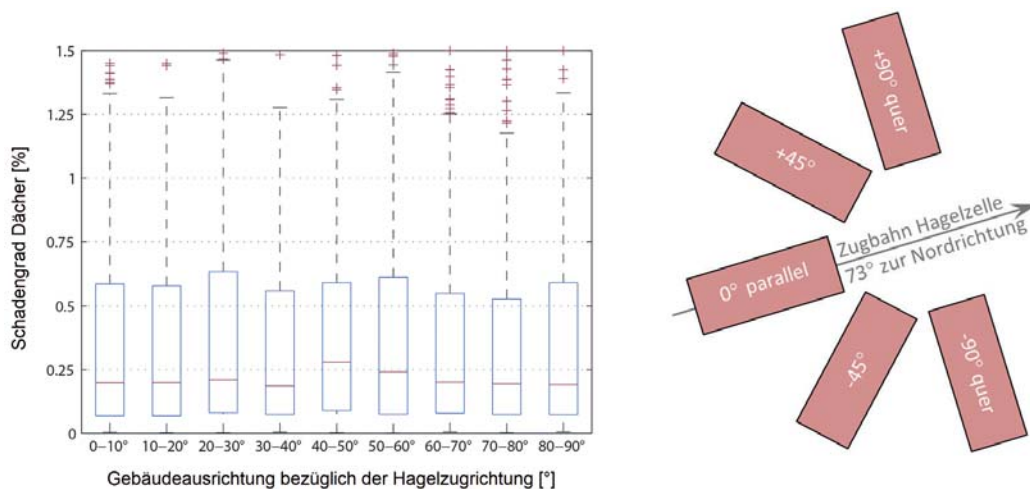 Schadengrad Dächer [%]
1.5
1.25
1
0.75
0.5
0.25
0
0–10° 10–20° 20–30° 30–40° 40–50° 50–60° 60–70° 70–80° 80–90°
Gebäudeausrichtung bezüglich der Hagelzugrichtung [°]
+90° quer
+45°
Zugbahn Hagelzelle
73° zur Nordrichtung
0° parallel
-45°
-90° quer